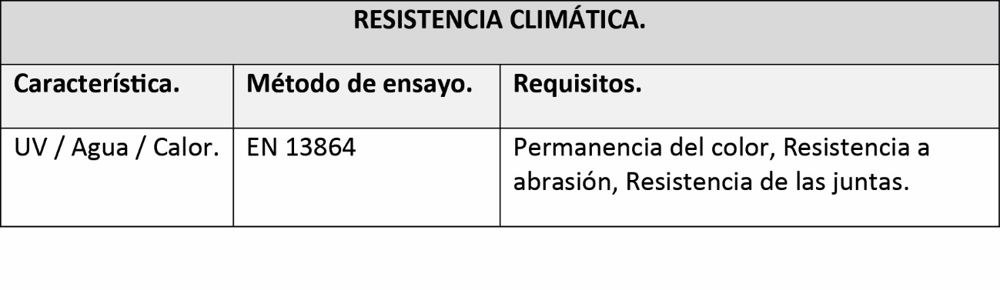 RESISTENCIA CLIMÁTICA.
Característica.
Método de ensayo.
Requisitos.
UV / Agua / Calor.
EN 13864
Permanencia del color, Resistencia a
abrasión, Resistencia de las juntas.